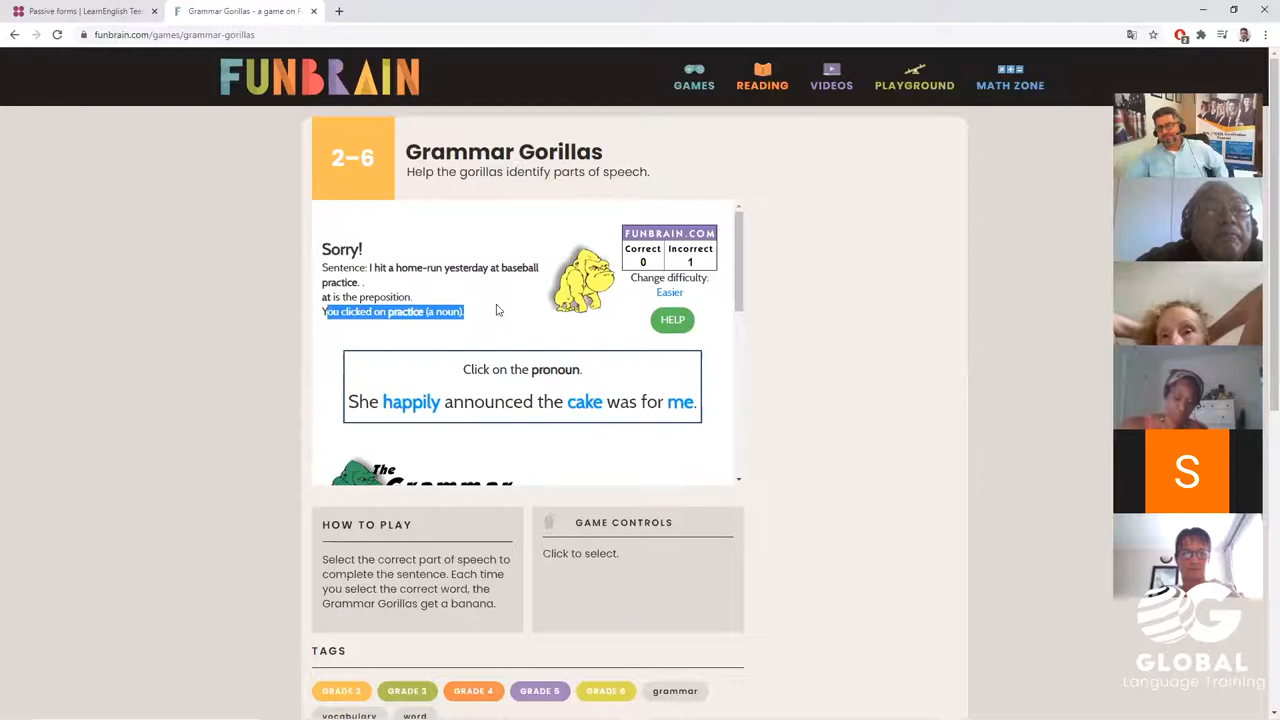 Passive forms | LearnEnglish Tee
Grammar Gorillas - a game on F
funbrain.com/games/grammar-gorillas
2
FUNBRAIN
GAMES
READING
VIDEOS
PLAYGROUND
MATH ZONE
2–6
Grammar Gorillas
Help the gorillas identify parts of speech.
Sorry!
Sentence: I hit a home-run yesterday at baseball
practice. .
at is the preposition.
You clicked on practice (a noun).
FUNBRAIN.COM
Correct Incorrect
0 1
Change difficulty:
Easier
HELP
Click on the pronoun.
She happily announced the cake was for me.
The
Grammar
HOW TO PLAY
Select the correct part of speech to
complete the sentence. Each time
you select the correct word, the
Grammar Gorillas get a banana.
GAME CONTROLS
Click to select.
TAGS
GRADE 2 GRADE 3 GRADE 4 GRADE 5 GRADE 6 grammar
vocabulary word
S
G
GLOBAL
Language Training